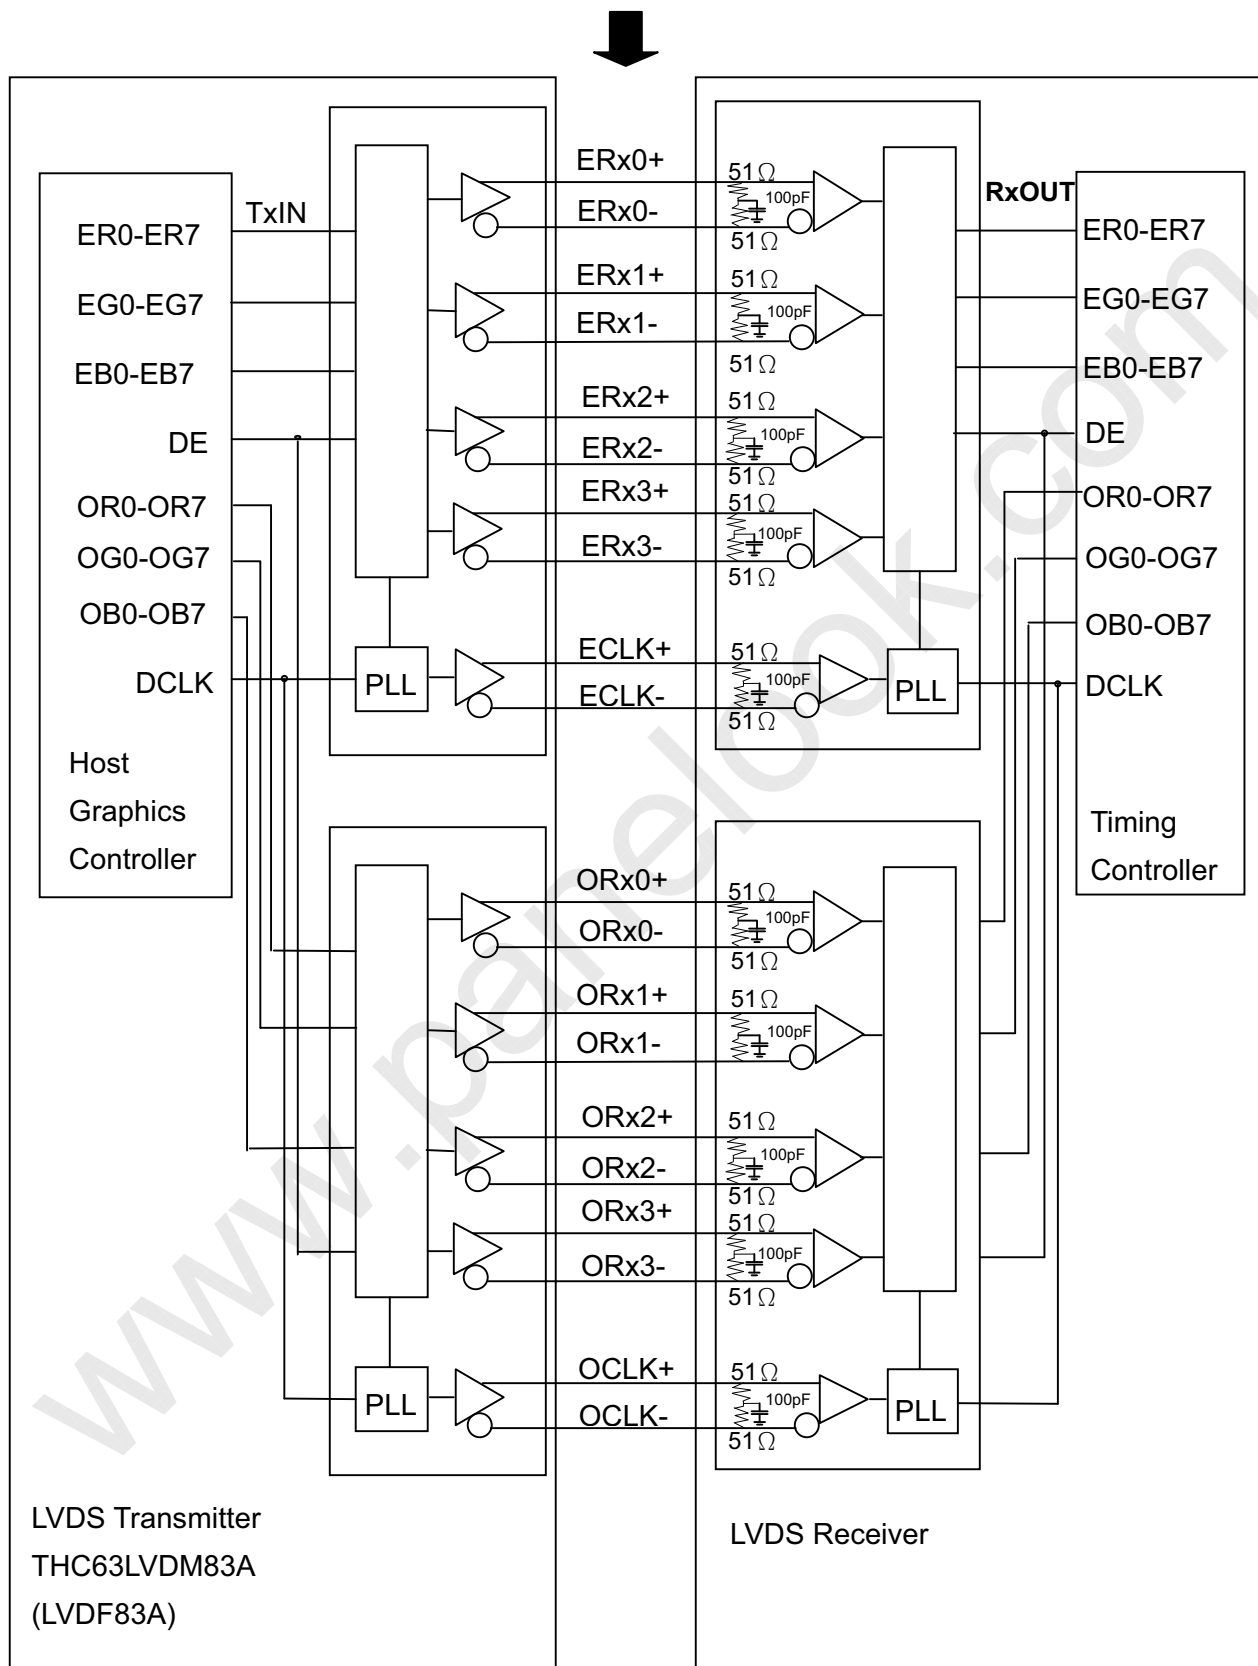 TxIN
ER0-ER7
EG0-EG7
EB0-EB7
DE
OR0-OR7
OG0-OG7
OB0-OB7
DCLK
Host
Graphics
Controller
PLL
ERx0+
ERx0-
ERx1+
ERx1-
ERx2+
ERx2-
ERx3+
ERx3-
ECLK+
ECLK-
51Ω
100pF
51Ω
51Ω
100pF
51Ω
51Ω
100pF
51Ω
51Ω
100pF
51Ω
51Ω
100pF
51Ω
PLL
RxOUT
ER0-ER7
EG0-EG7
EB0-EB7
DE
OR0-OR7
OG0-OG7
OB0-OB7
DCLK
Timing
Controller
PLL
ORx0+
ORx0-
ORx1+
ORx1-
ORx2+
ORx2-
ORx3+
ORx3-
OCLK+
OCLK-
51Ω
100pF
51Ω
51Ω
100pF
51Ω
51Ω
100pF
51Ω
51Ω
100pF
51Ω
51Ω
100pF
51Ω
PLL
LVDS Transmitter
THC63LVDM83A
(LVDF83A)
LVDS Receiver
www.panelook.com